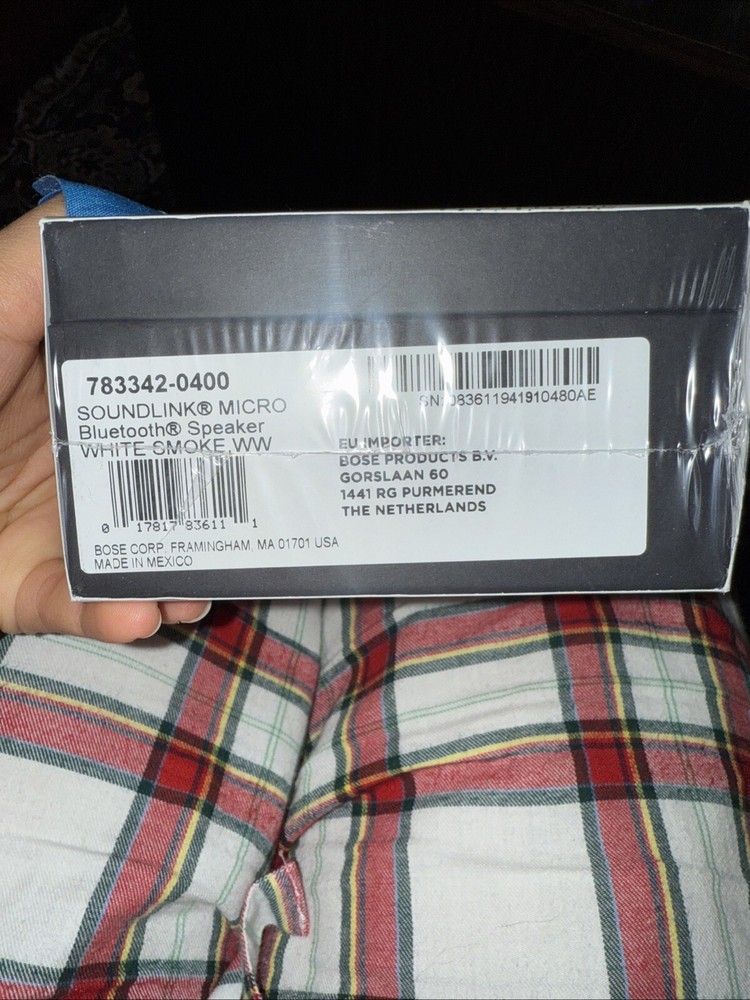 783342-0400
SOUNDLINK® MICRO
Bluetooth® Speaker
WHITE SMOKE,WW
0 17817 83611 1
BOSE CORP. FRAMINGHAM, MA 01701 USA
MADE IN MEXICO
SN: 083611941910480AE
EU IMPORTER:
BOSE PRODUCTS B.V.
GORSLAAN 60
1441 RG PURMEREND
THE NETHERLANDS